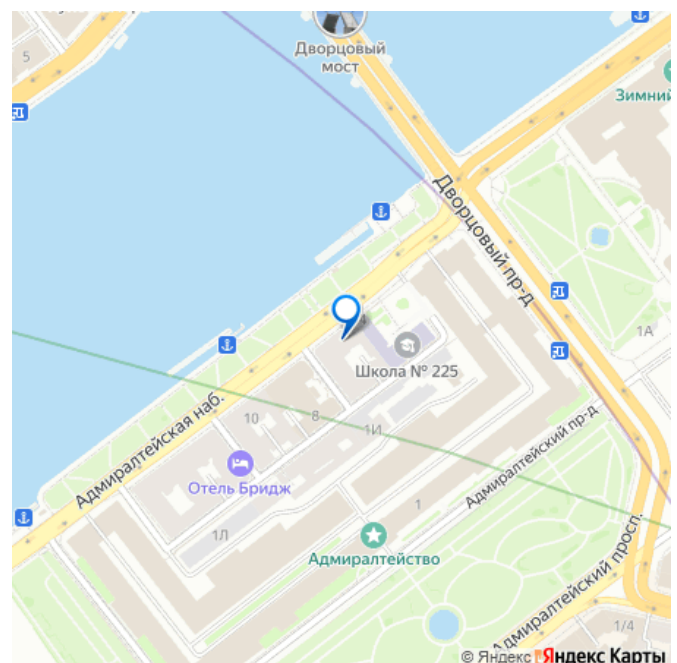 5
Дворцовый
мост
Зимний
Дворцовый пр-д
1А
Школа № 225
Адмиралтейская наб.
10
8
1И
Отель Бридж
Адмиралтейский пр-д
1
1Л
Адмиралтейство
Адмиралтейский просп.
1/4
© Яндекс Яндекс Карты